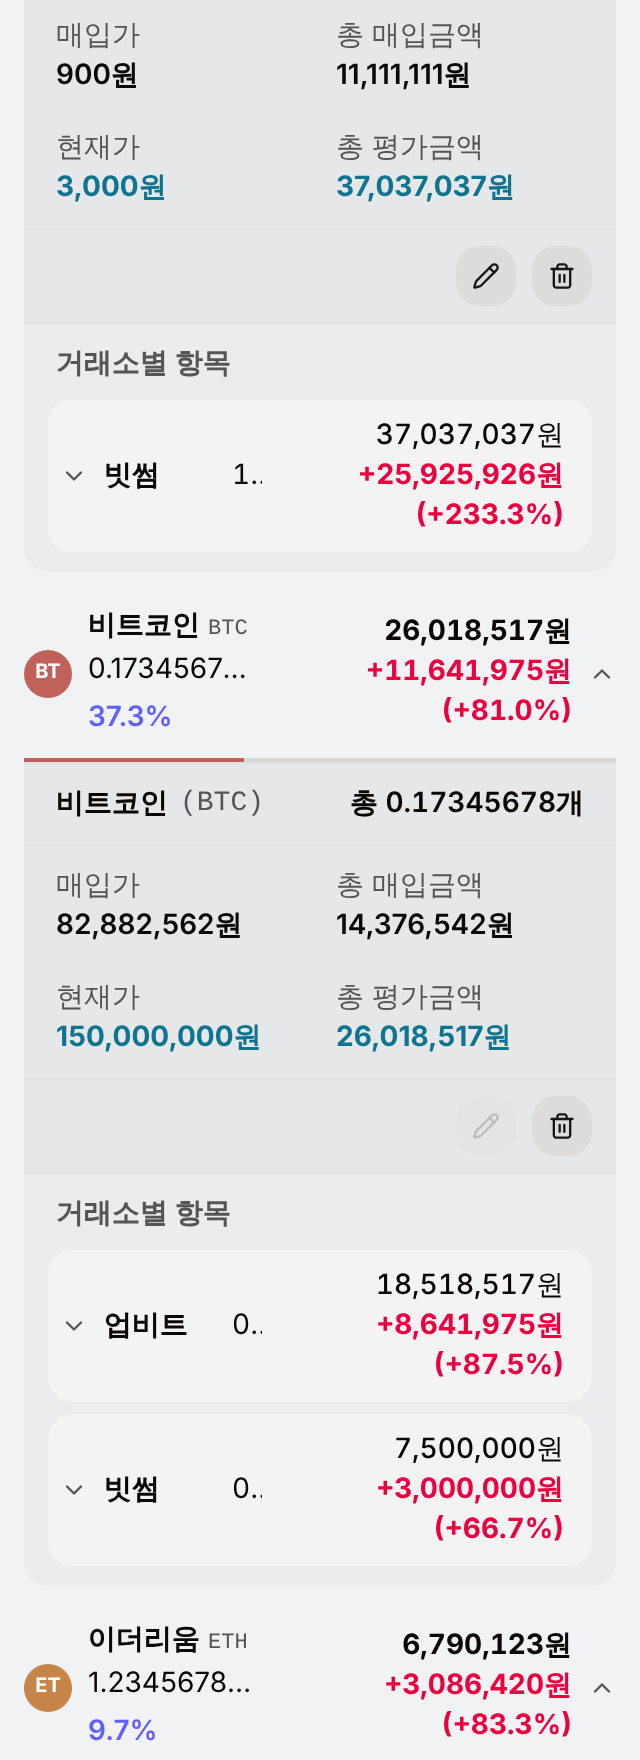 매입가 총 매입금액
900원 11,111,111원
현재가 총 평가금액
3,000원 37,037,037원
거래소별 항목
37,037,037원
빗썸 1.. +25,925,926원
(+233.3%)
비트코인 BTC 26,018,517원
BT 0.1734567... +11,641,975원
37.3% (+81.0%)
비트코인 (BTC) 총 0.17345678개
매입가 총 매입금액
82,882,562원 14,376,542원
현재가 총 평가금액
150,000,000원 26,018,517원
거래소별 항목
18,518,517원
업비트 0.. +8,641,975원
(+87.5%)
7,500,000원
빗썸 0.. +3,000,000원
(+66.7%)
이더리움 ETH 6,790,123원
ET 1.2345678... +3,086,420원
9.7% (+83.3%)